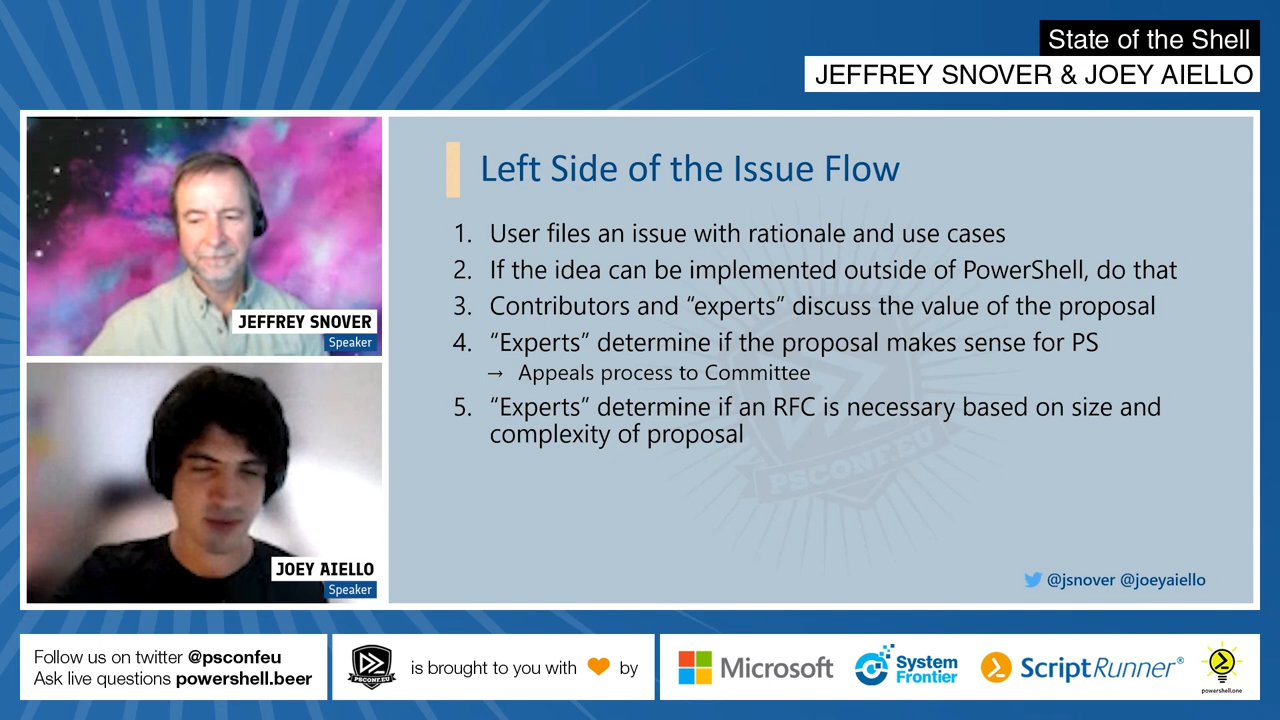 State of the Shell
JEFFREY SNOVER & JOEY AIELLO
JEFFREY SNOVER
Speaker
JOEY AIELLO
Speaker
Left Side of the Issue Flow
1. User files an issue with rationale and use cases
2. If the idea can be implemented outside of PowerShell, do that
3. Contributors and “experts” discuss the value of the proposal
4. “Experts” determine if the proposal makes sense for PS
→ Appeals process to Committee
5. “Experts” determine if an RFC is necessary based on size and
complexity of proposal
PSCONF.EU
@jsnover @joeyaiello
Follow us on twitter @psconfeu
Ask live questions powershell.beer
PSCONF.EU
is brought to you with 🧡 by
Microsoft
System
Frontier
ScriptRunner®
powershell.one